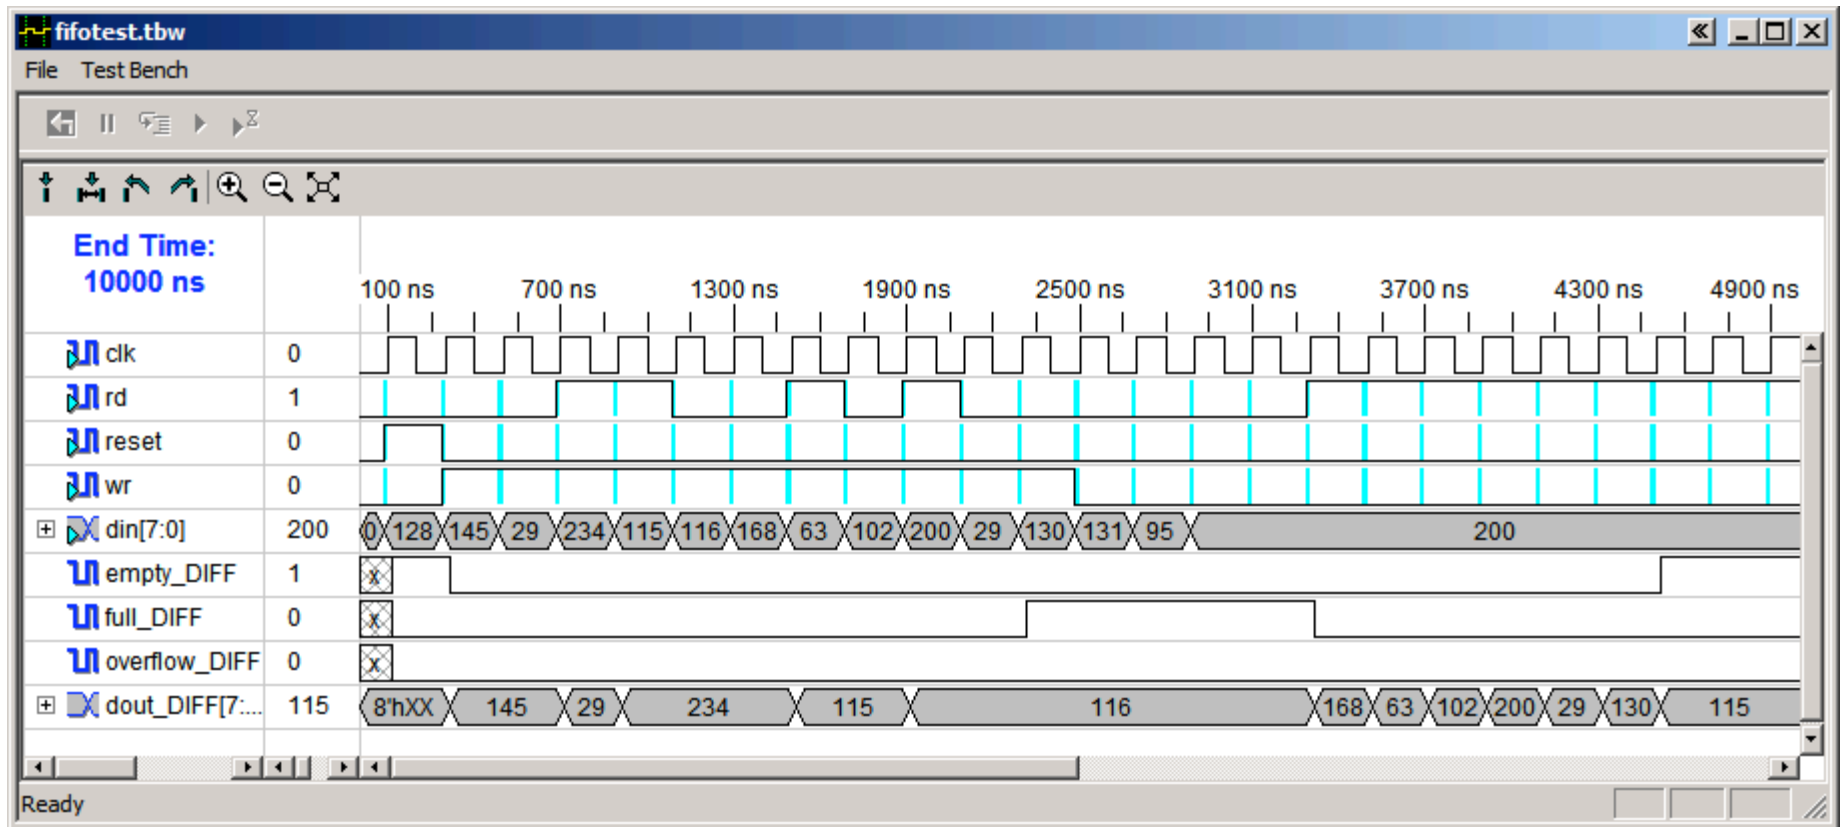 fifotest.tbw
File Test Bench
End Time:
10000 ns
100 ns 700 ns 1300 ns 1900 ns 2500 ns 3100 ns 3700 ns 4300 ns 4900 ns
clk 0
rd 1
reset 0
wr 0
din[7:0] 200 0 128 145 29 234 115 116 168 63 102 200 29 130 131 95 200
empty_DIFF 1 x
full_DIFF 0 x
overflow_DIFF 0 x
dout_DIFF[7:... 115 8'hXX 145 29 234 115 116 168 63 102 200 29 130 115
Ready